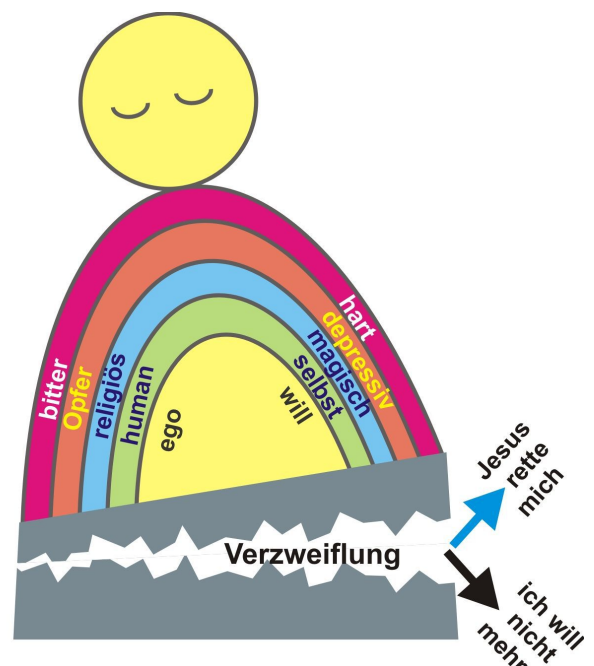 bitter
Opfer
religiös
human
ego
will
selbst
magisch
depressiv
hart
Verzweiflung
Jesus
rette
mich
ich will
nicht
mehr